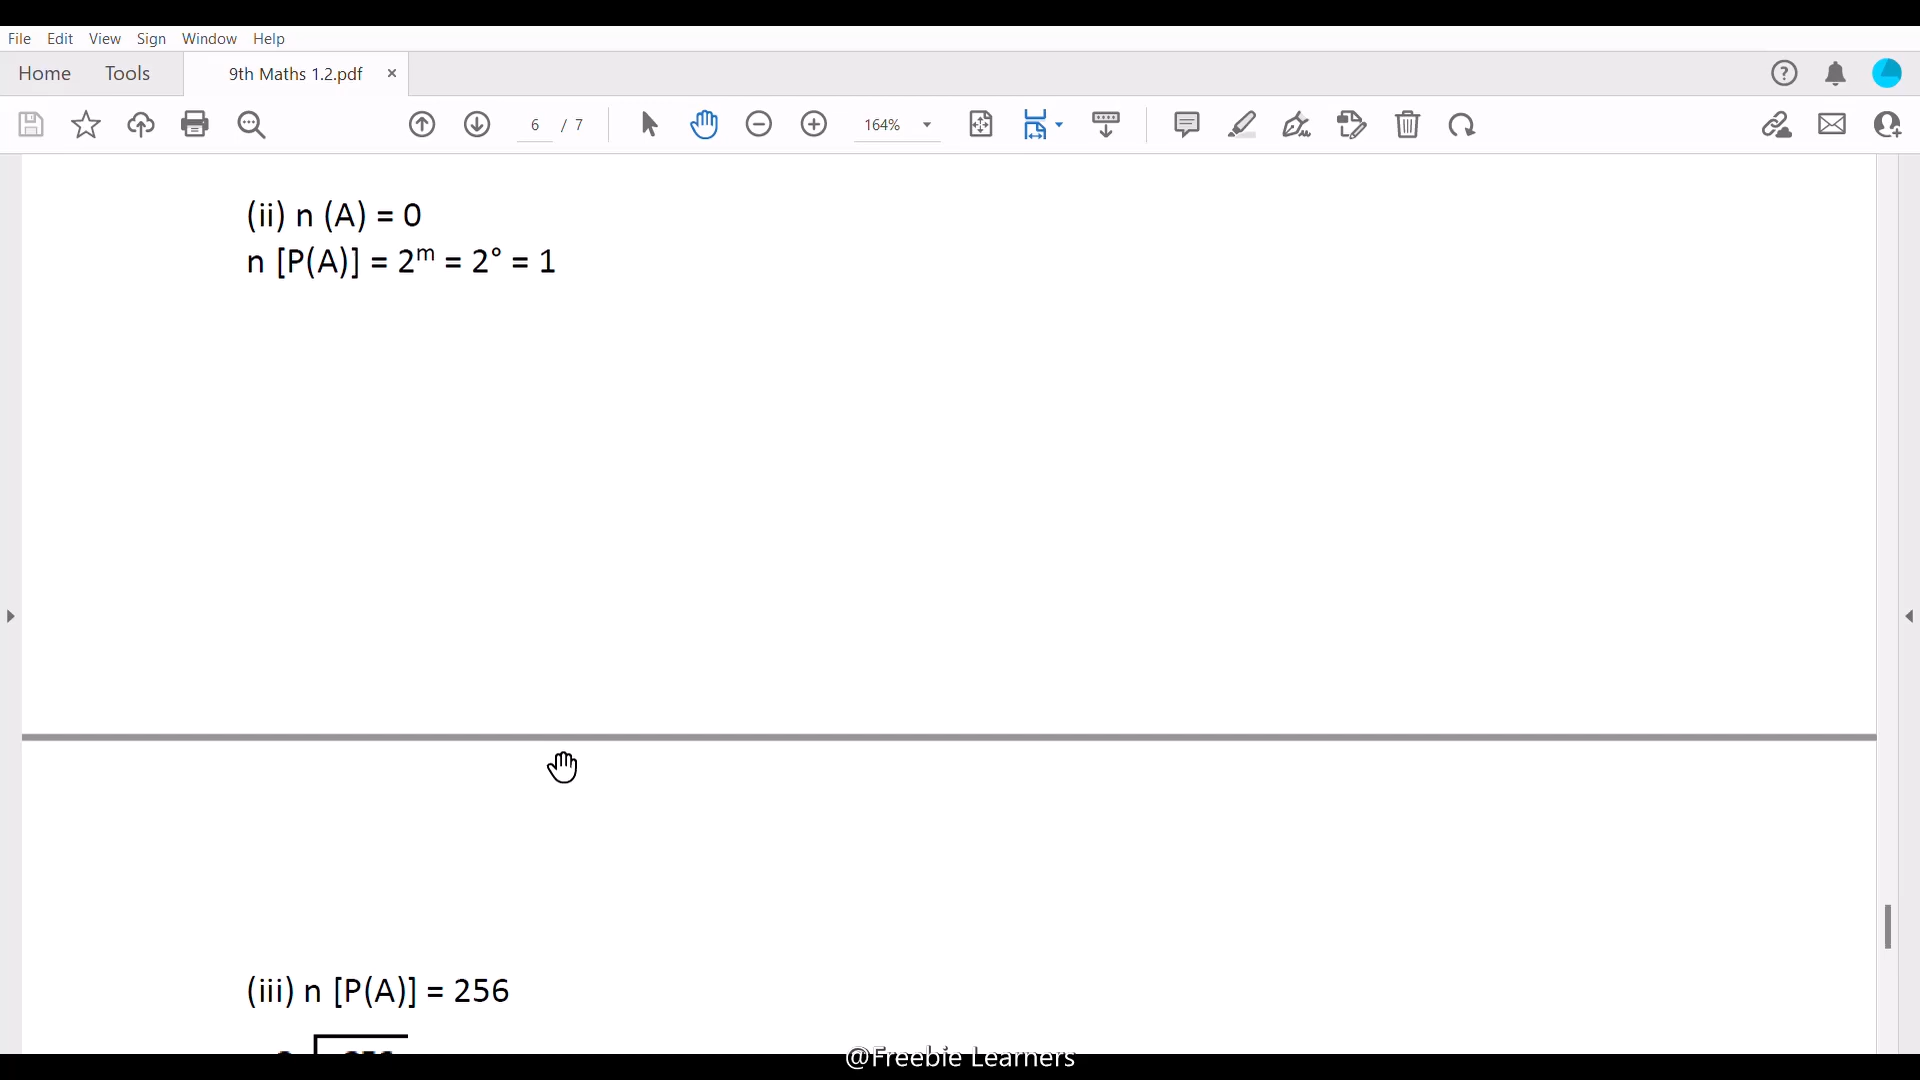 File Edit View Sign Window Help
Home Tools 9th Maths 1.2.pdf ×
6 / 7 164%
(ii) n (A) = 0
n [P(A)] = 2ᵐ = 2° = 1
(iii) n [P(A)] = 256
@Freebie Learners